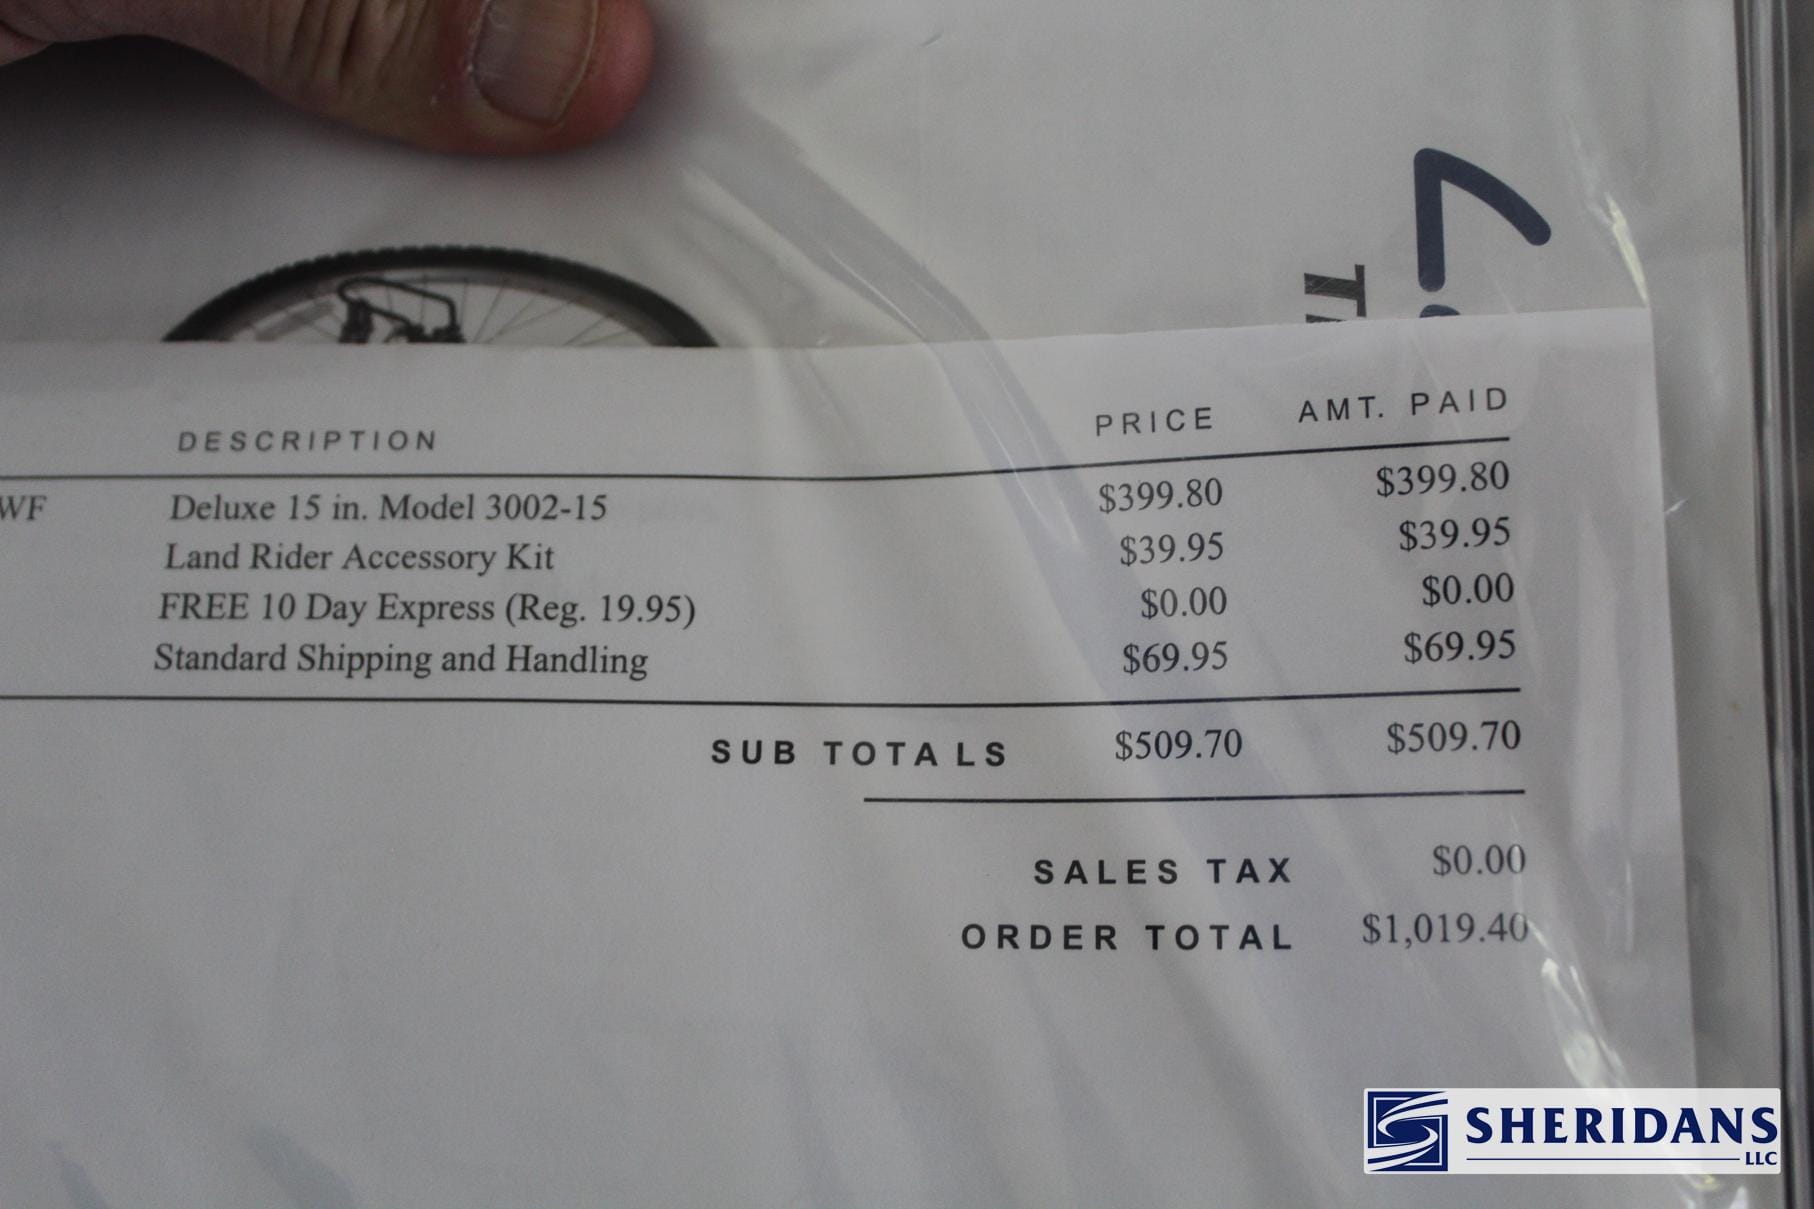 DESCRIPTION PRICE AMT. PAID
WF Deluxe 15 in. Model 3002-15 $399.80 $399.80
Land Rider Accessory Kit $39.95 $39.95
FREE 10 Day Express (Reg. 19.95) $0.00 $0.00
Standard Shipping and Handling $69.95 $69.95
SUB TOTALS $509.70 $509.70
SALES TAX $0.00
ORDER TOTAL $1,019.40
SHERIDANS
LLC